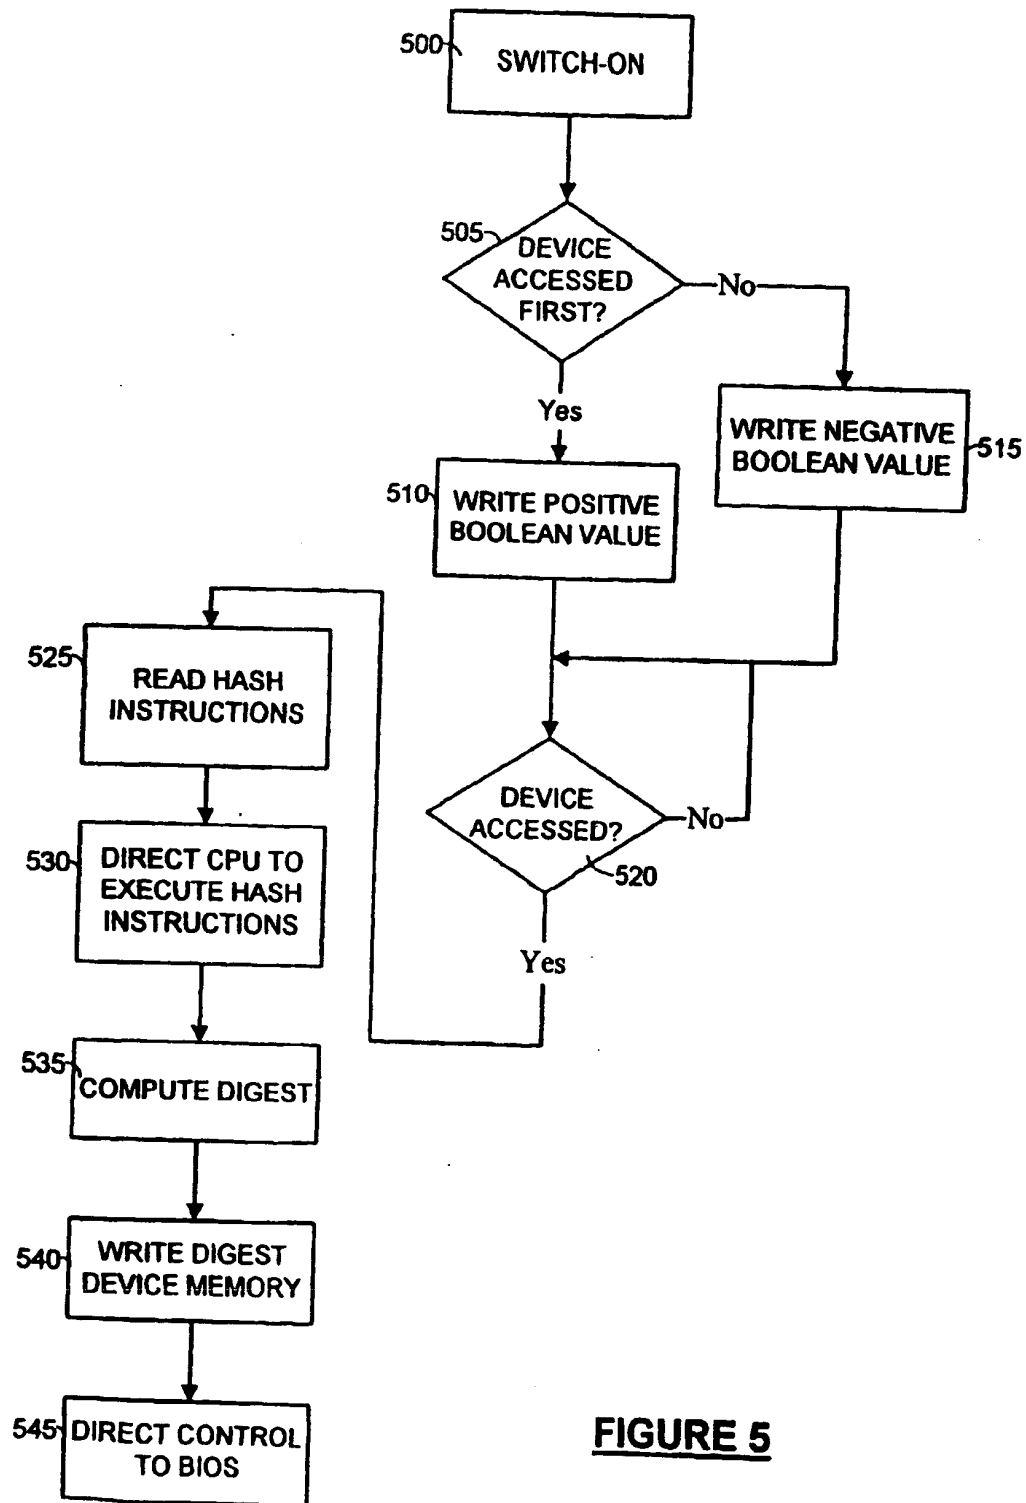 500
SWITCH-ON
505
DEVICE
ACCESSED
FIRST?
No
Yes
WRITE NEGATIVE
BOOLEAN VALUE
515
510
WRITE POSITIVE
BOOLEAN VALUE
525
READ HASH
INSTRUCTIONS
DEVICE
ACCESSED?
No
520
530
DIRECT CPU TO
EXECUTE HASH
INSTRUCTIONS
Yes
535
COMPUTE DIGEST
540
WRITE DIGEST
DEVICE MEMORY
545
DIRECT CONTROL
TO BIOS
FIGURE 5